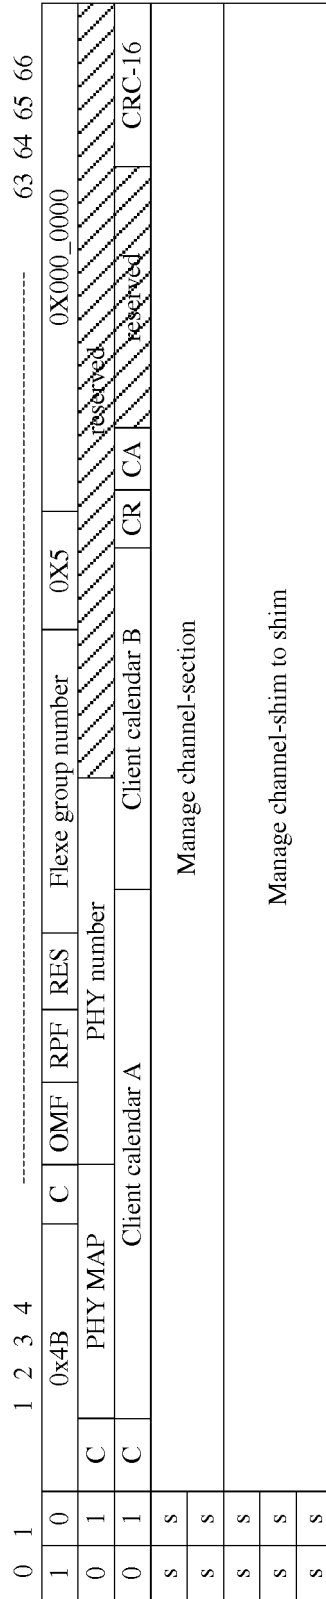 0 1 1 2 3 4 ---------- 63 64 65 66
1 0 0x4B C OMF RPF RES Flexe group number 0X5 0X000_0000
0 1 C PHY MAP PHY number reserved
0 1 C Client calendar A Client calendar B CR CA reserved CRC-16
s s Manage channel-section
s s
s s Manage channel-shim to shim
s s
s s